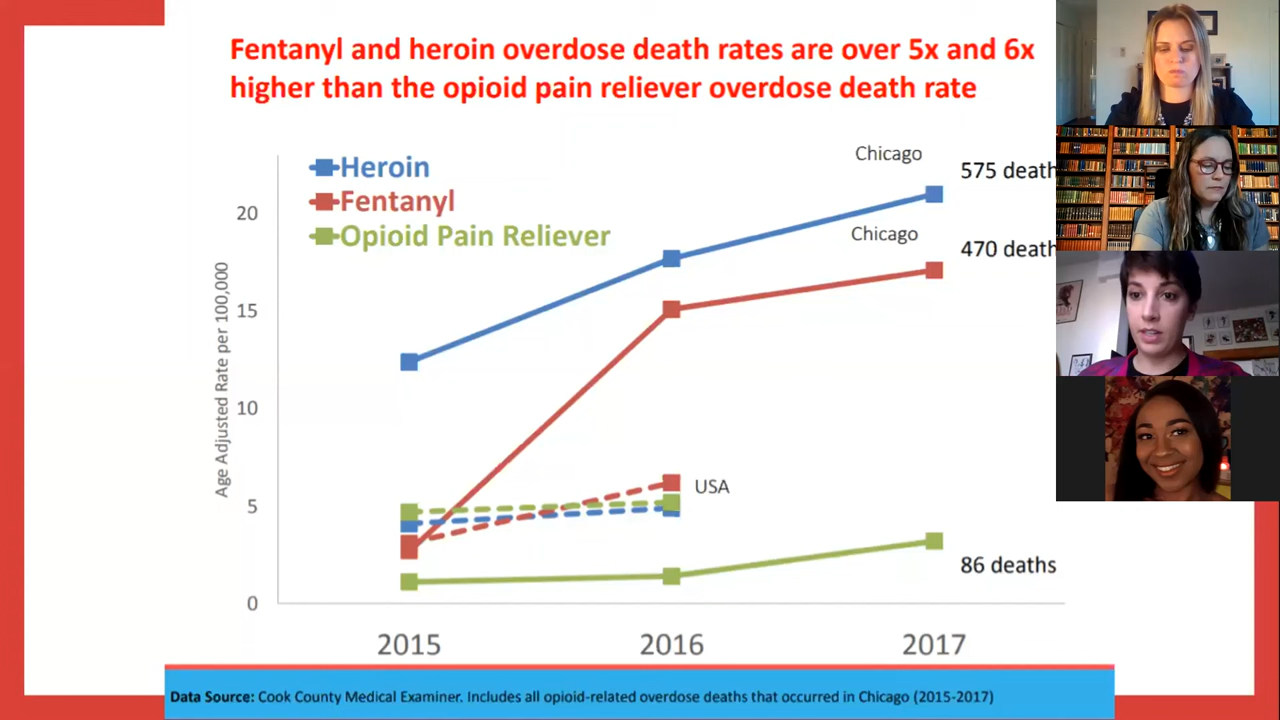 Fentanyl and heroin overdose death rates are over 5x and 6x
higher than the opioid pain reliever overdose death rate
Heroin
Fentanyl
Opioid Pain Reliever
Chicago
575 death
Chicago
470 death
USA
86 deaths
Age Adjusted Rate per 100,000
20
15
10
5
0
2015 2016 2017
Data Source: Cook County Medical Examiner. Includes all opioid-related overdose deaths that occurred in Chicago (2015-2017)